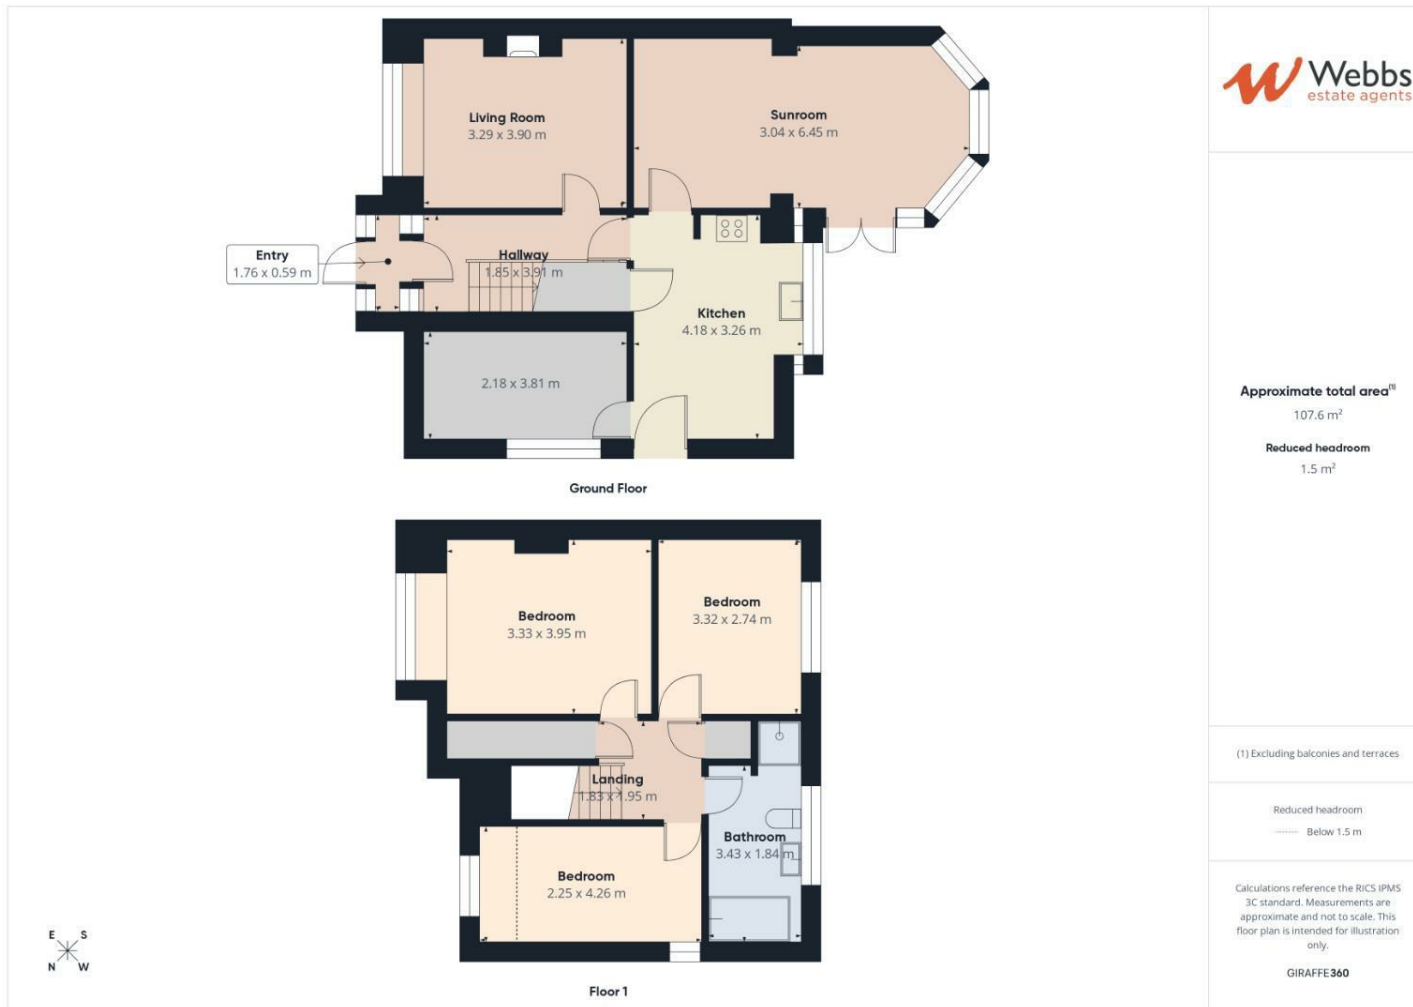 Living Room
3.29 x 3.90 m
Sunroom
3.04 x 6.45 m
Entry
1.76 x 0.59 m
Hallway
1.85 x 3.91 m
Kitchen
4.18 x 3.26 m
2.18 x 3.81 m
Ground Floor
Bedroom
3.33 x 3.95 m
Bedroom
3.32 x 2.74 m
Landing
1.83 x 1.95 m
Bathroom
3.43 x 1.84 m
Bedroom
2.25 x 4.26 m
Floor 1
E S
N W
Webbs
estate agents
Approximate total area(1)
107.6 m²
Reduced headroom
1.5 m²
(1) Excluding balconies and terraces
Reduced headroom
Below 1.5 m
Calculations reference the RICS IPMS
3C standard. Measurements are
approximate and not to scale. This
floor plan is intended for illustration
only.
GIRAFFE360